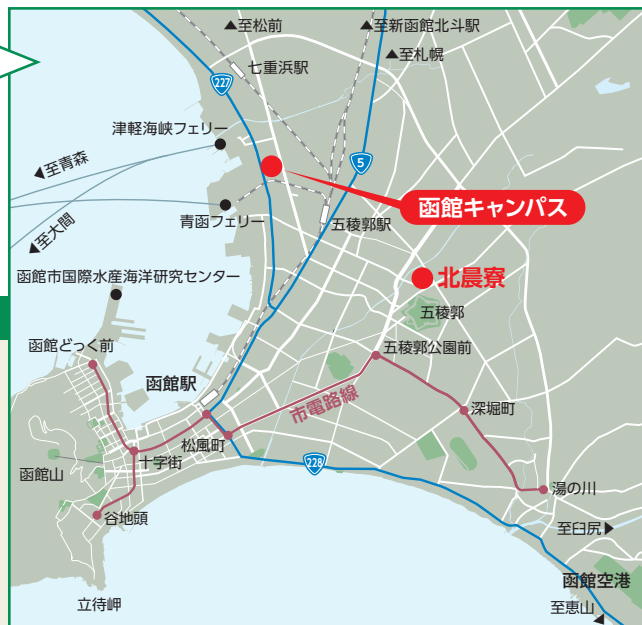 ▲至松前
▲至新函館北斗駅
▲至札幌
七重浜駅
227
津軽海峡フェリー
5
◀至青森
函館キャンパス
青函フェリー
五稜郭駅
◀至大間
函館市国際水産海洋研究センター
北晨寮
五稜郭
函館どっく前
五稜郭公園前
函館駅
市電路線
深堀町
松風町
十字街
228
函館山
湯の川
谷地頭
至臼尻▶
函館空港
立待岬
至恵山
▲